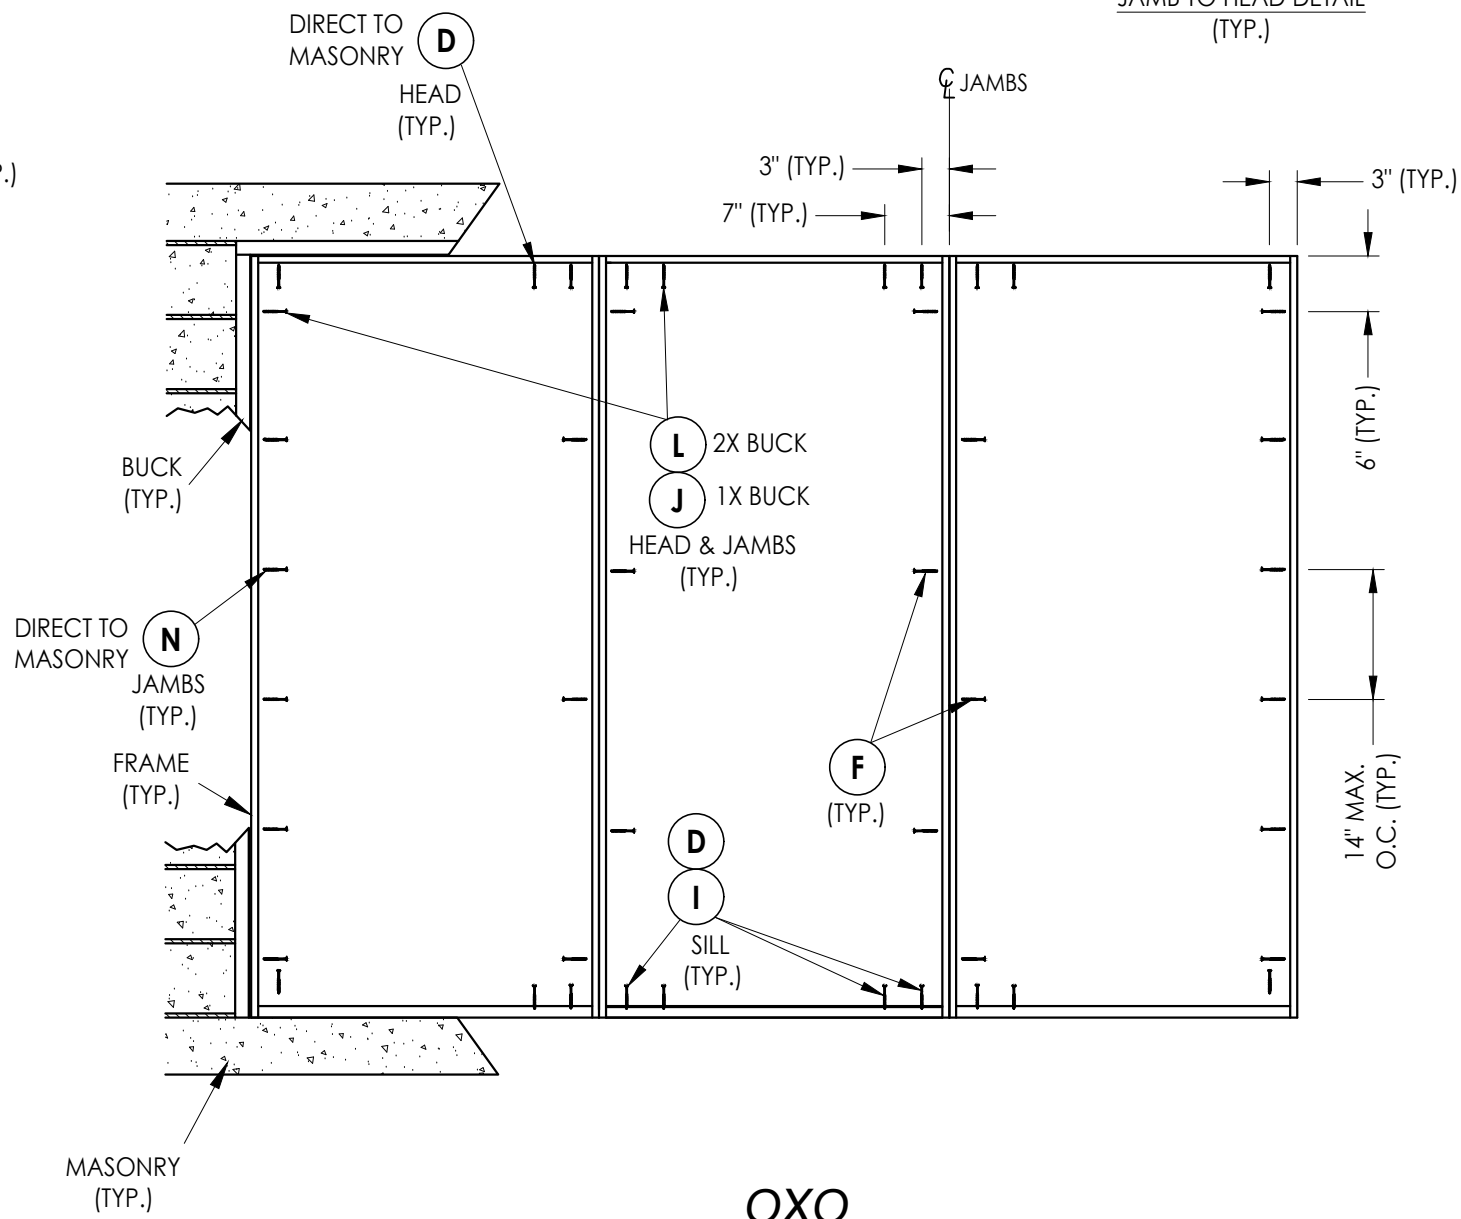 JAMB TO HEAD DETAIL
(TYP.)
DIRECT TO
MASONRY
D
HEAD
(TYP.)
℄ JAMBS
3" (TYP.)
7" (TYP.)
3" (TYP.)
P.)
6" (TYP.)
BUCK
(TYP.)
L
2X BUCK
J
1X BUCK
HEAD & JAMBS
(TYP.)
DIRECT TO
MASONRY
N
JAMBS
(TYP.)
FRAME
(TYP.)
F
(TYP.)
14" MAX.
O.C. (TYP.)
D
I
SILL
(TYP.)
MASONRY
(TYP.)
OXO